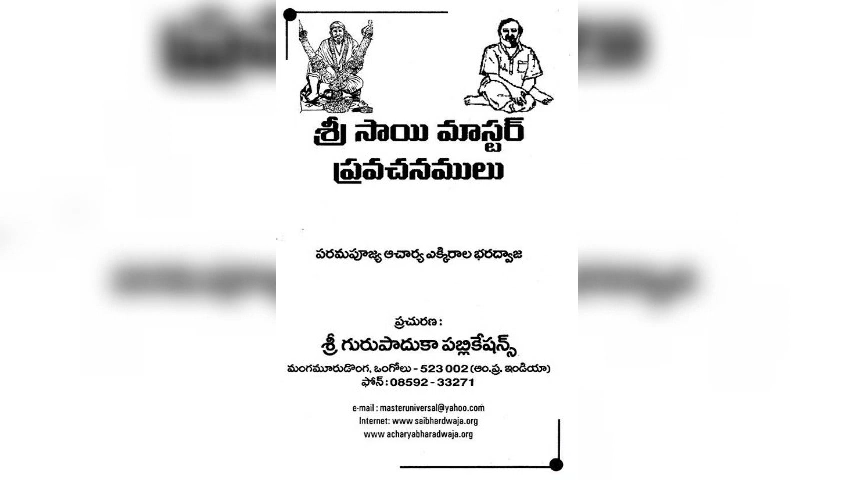 శ్రీ సాయి మాస్టర్
ప్రవచనములు
పరమపూజ్య ఆచార్య ఎక్కిరాల భరద్వాజ
ప్రచురణ :
శ్రీ గురుపాదుకా పబ్లికేషన్స్
మంగమూరుడొంగ, ఒంగోలు - 523 002 (ఆం.ప్ర. ఇండియా)
ఫోన్ : 08592 - 33271
e-mail : masteruniversal@yahoo.com
Internet: www saibhardwaja.org
www acharyabharadwaja.org